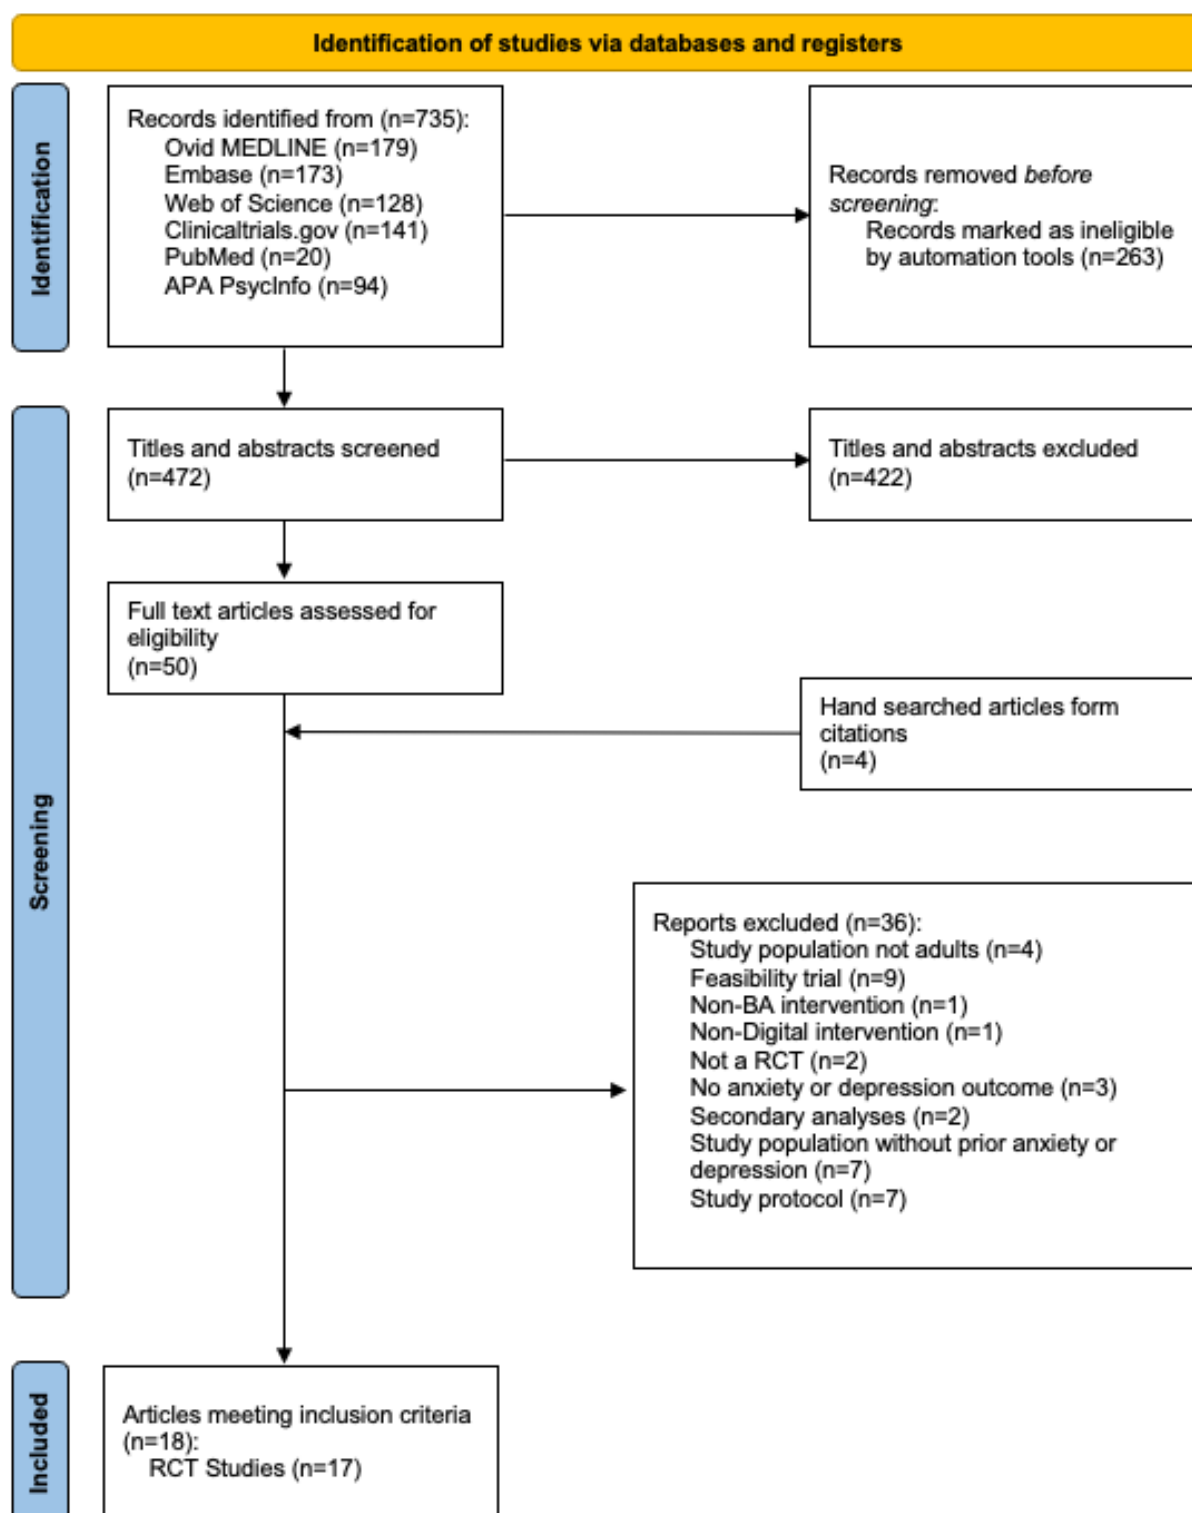 Identification of studies via databases and registers
Identification
Records identified from (n=735):
Ovid MEDLINE (n=179)
Embase (n=173)
Web of Science (n=128)
Clinicaltrials.gov (n=141)
PubMed (n=20)
APA PsycInfo (n=94)
Records removed before
screening:
Records marked as ineligible
by automation tools (n=263)
Screening
Titles and abstracts screened
(n=472)
Titles and abstracts excluded
(n=422)
Full text articles assessed for
eligibility
(n=50)
Hand searched articles form
citations
(n=4)
Reports excluded (n=36):
Study population not adults (n=4)
Feasibility trial (n=9)
Non-BA intervention (n=1)
Non-Digital intervention (n=1)
Not a RCT (n=2)
No anxiety or depression outcome (n=3)
Secondary analyses (n=2)
Study population without prior anxiety or
depression (n=7)
Study protocol (n=7)
Included
Articles meeting inclusion criteria
(n=18):
RCT Studies (n=17)